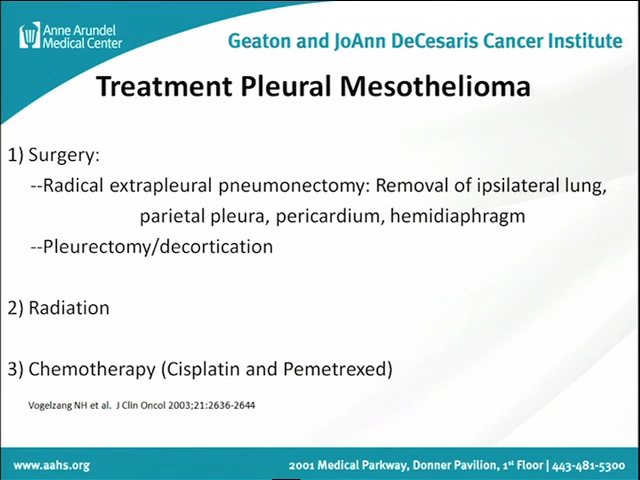 Anne Arundel
Medical Center
Geaton and JoAnn DeCesaris Cancer Institute
Treatment Pleural Mesothelioma
1) Surgery:
--Radical extrapleural pneumonectomy: Removal of ipsilateral lung,
parietal pleura, pericardium, hemidiaphragm
--Pleurectomy/decortication
2) Radiation
3) Chemotherapy (Cisplatin and Pemetrexed)
Vogelzang NH et al. J Clin Oncol 2003;21:2636-2644
www.aahs.org
2001 Medical Parkway, Donner Pavilion, 1st Floor | 443-481-5300